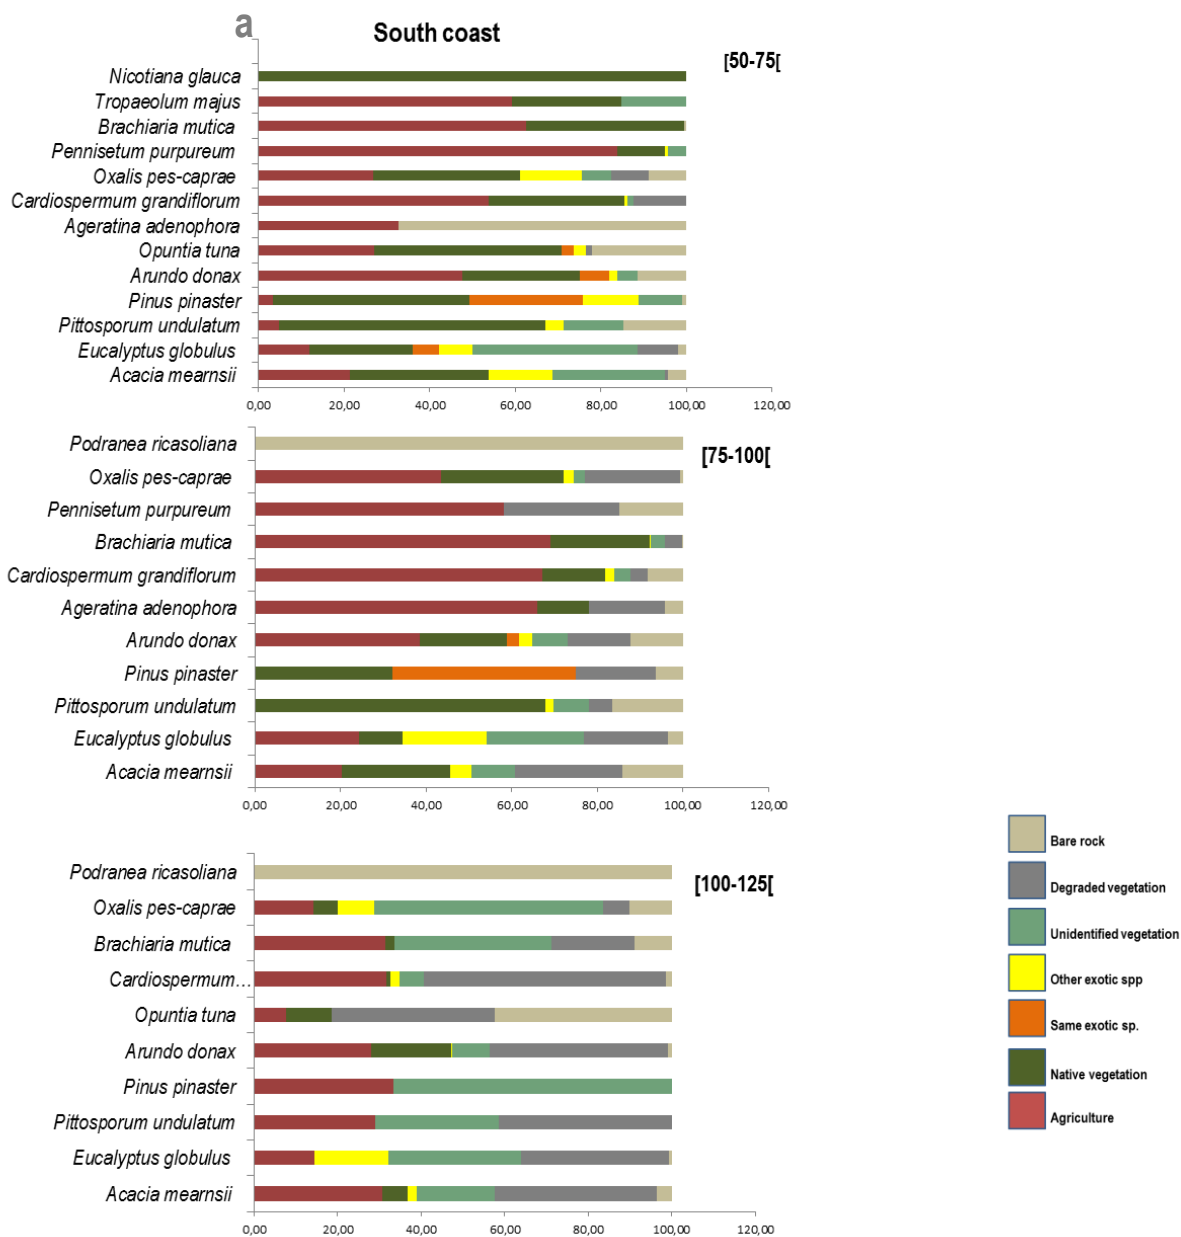 a
South coast
[50-75[
Nicotiana glauca
Tropaeolum majus
Brachiaria mutica
Pennisetum purpureum
Oxalis pes-caprae
Cardiospermum grandiflorum
Ageratina adenophora
Opuntia tuna
Arundo donax
Pinus pinaster
Pittosporum undulatum
Eucalyptus globulus
Acacia mearnsii
0,00 20,00 40,00 60,00 80,00 100,00 120,00
[75-100[
Podranea ricasoliana
Oxalis pes-caprae
Pennisetum purpureum
Brachiaria mutica
Cardiospermum grandiflorum
Ageratina adenophora
Arundo donax
Pinus pinaster
Pittosporum undulatum
Eucalyptus globulus
Acacia mearnsii
0,00 20,00 40,00 60,00 80,00 100,00 120,00
[100-125[
Podranea ricasoliana
Oxalis pes-caprae
Brachiaria mutica
Cardiospermum…
Opuntia tuna
Arundo donax
Pinus pinaster
Pittosporum undulatum
Eucalyptus globulus
Acacia mearnsii
0,00 20,00 40,00 60,00 80,00 100,00 120,00
Bare rock
Degraded vegetation
Unidentified vegetation
Other exotic spp
Same exotic sp.
Native vegetation
Agriculture